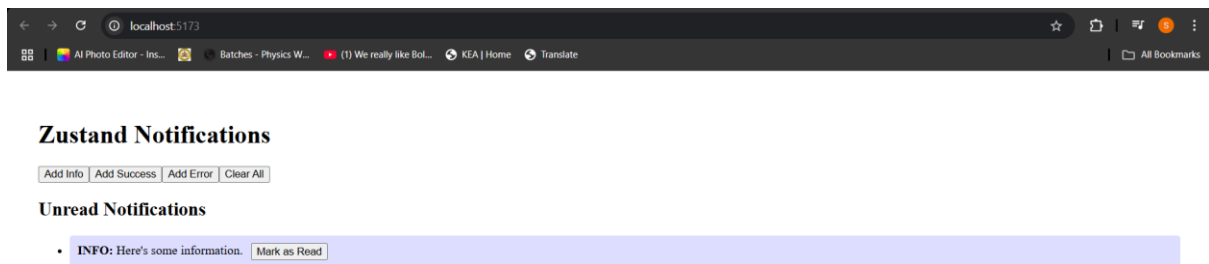 localhost:5173
AI Photo Editor - Ins... Batches - Physics W... (1) We really like Bol... KEA | Home Translate All Bookmarks
Zustand Notifications
Add Info Add Success Add Error Clear All
Unread Notifications
• INFO: Here's some information. Mark as Read